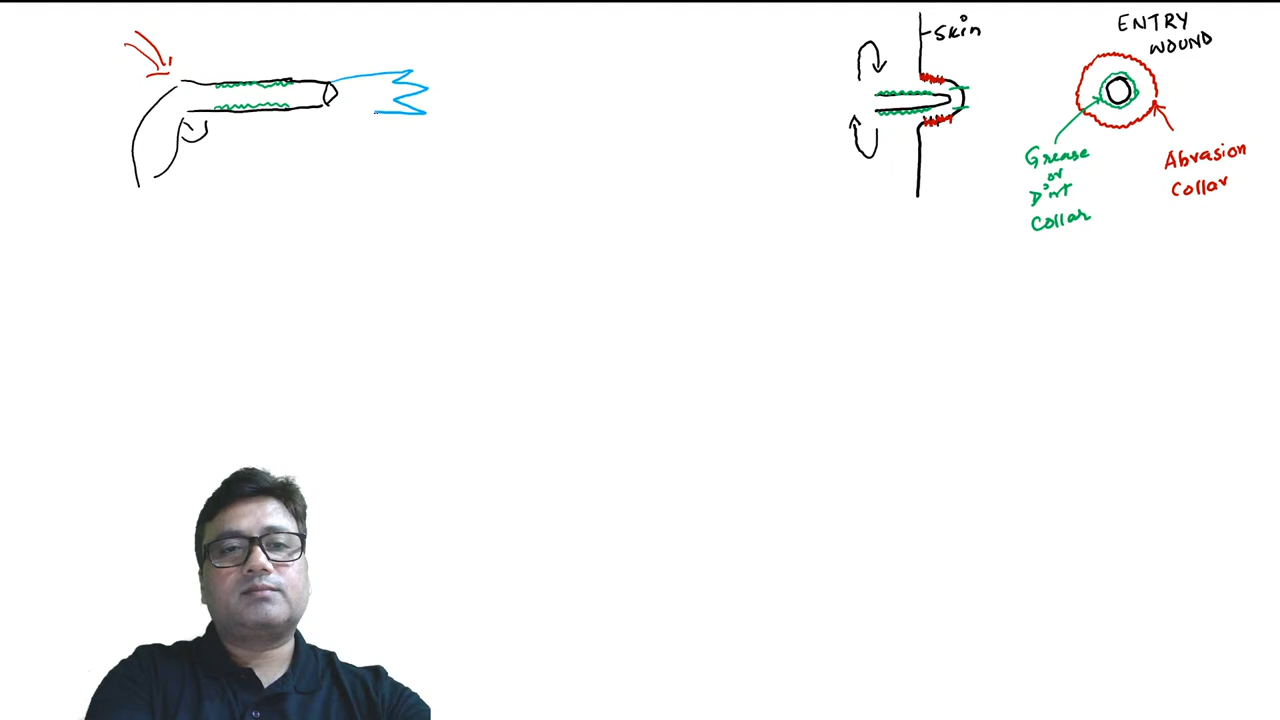 Skin
ENTRY
WOUND
Grease
or
Dirt
Collar
Abrasion
Collar